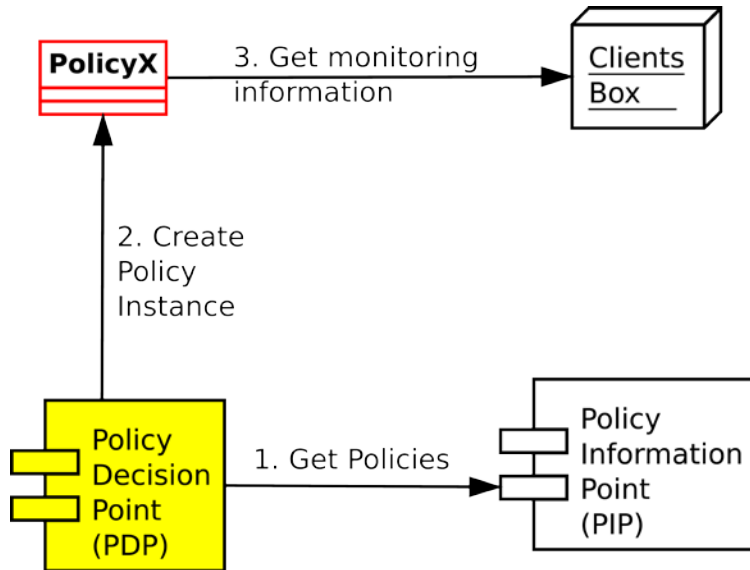 PolicyX
3. Get monitoring
information
Clients
Box
2. Create
Policy
Instance
Policy
Decision
Point
(PDP)
1. Get Policies
Policy
Information
Point
(PIP)